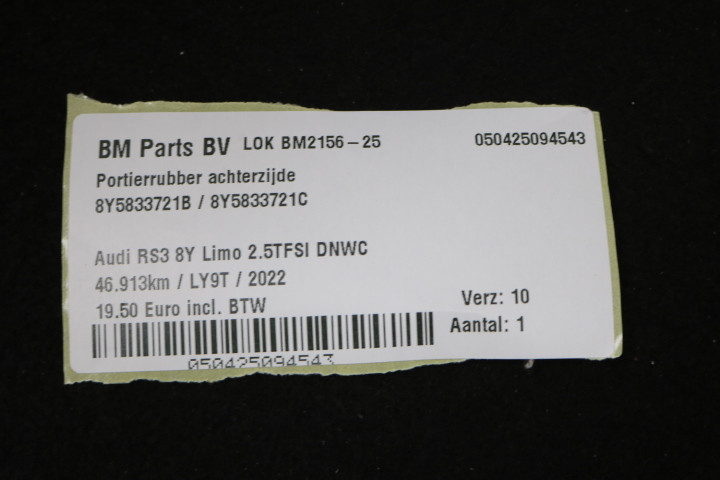 BM Parts BV LOK BM2156-25 050425094543
Portierrubber achterzijde
8Y5833721B / 8Y5833721C
Audi RS3 8Y Limo 2.5TFSI DNWC
46.913km / LY9T / 2022
19.50 Euro incl. BTW
Verz: 10
Aantal: 1
050425094543